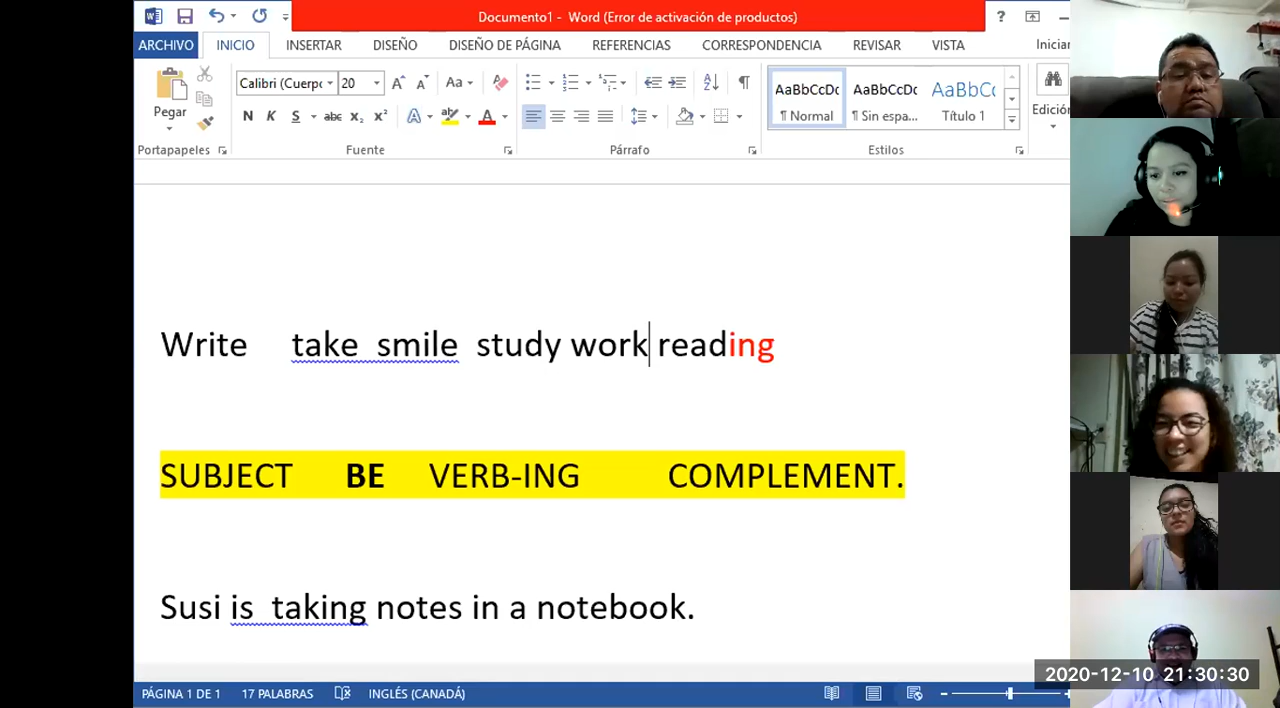 Documento1 - Word (Error de activación de productos)
?
ARCHIVO INICIO INSERTAR DISEÑO DISEÑO DE PÁGINA REFERENCIAS CORRESPONDENCIA REVISAR VISTA Iniciar
Calibri (Cuerpo 20 A A Aa A ¶ AaBbCcDc AaBbCcDc AaBbCc
Pegar N K S abc x₂ x² A aby A ¶ Normal ¶ Sin espa... Título 1 Edición
Portapapeles Fuente Párrafo Estilos
Write take smile study work reading
SUBJECT BE VERB-ING COMPLEMENT.
Susi is taking notes in a notebook.
2020-12-10 21:30:30
PÁGINA 1 DE 1 17 PALABRAS INGLÉS (CANADÁ)